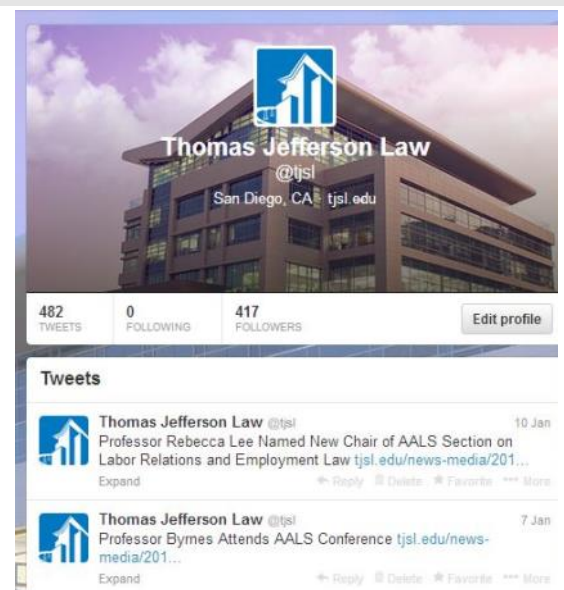 Thomas Jefferson Law
@tjsl
San Diego, CA · tjsl.edu
482 TWEETS
0 FOLLOWING
417 FOLLOWERS
Edit profile
Tweets
Thomas Jefferson Law @tjsl 10 Jan
Professor Rebecca Lee Named New Chair of AALS Section on
Labor Relations and Employment Law tjsl.edu/news-media/201...
Expand Reply Delete Favorite More
Thomas Jefferson Law @tjsl 7 Jan
Professor Byrnes Attends AALS Conference tjsl.edu/news-
media/201...
Expand Reply Delete Favorite More